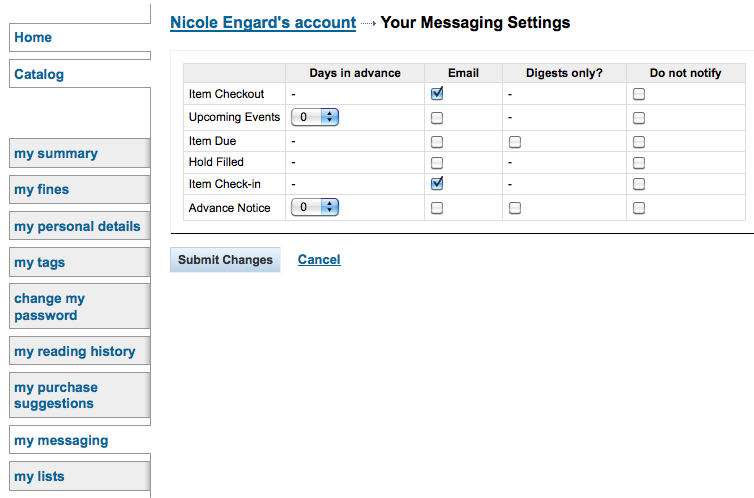 Home
Catalog
my summary
my fines
my personal details
my tags
change my
password
my reading history
my purchase
suggestions
my messaging
my lists
Nicole Engard's account Your Messaging Settings
Days in advance Email Digests only? Do not notify
Item Checkout - -
Upcoming Events 0 -
Item Due -
Hold Filled - -
Item Check-in - -
Advance Notice 0
Submit Changes Cancel